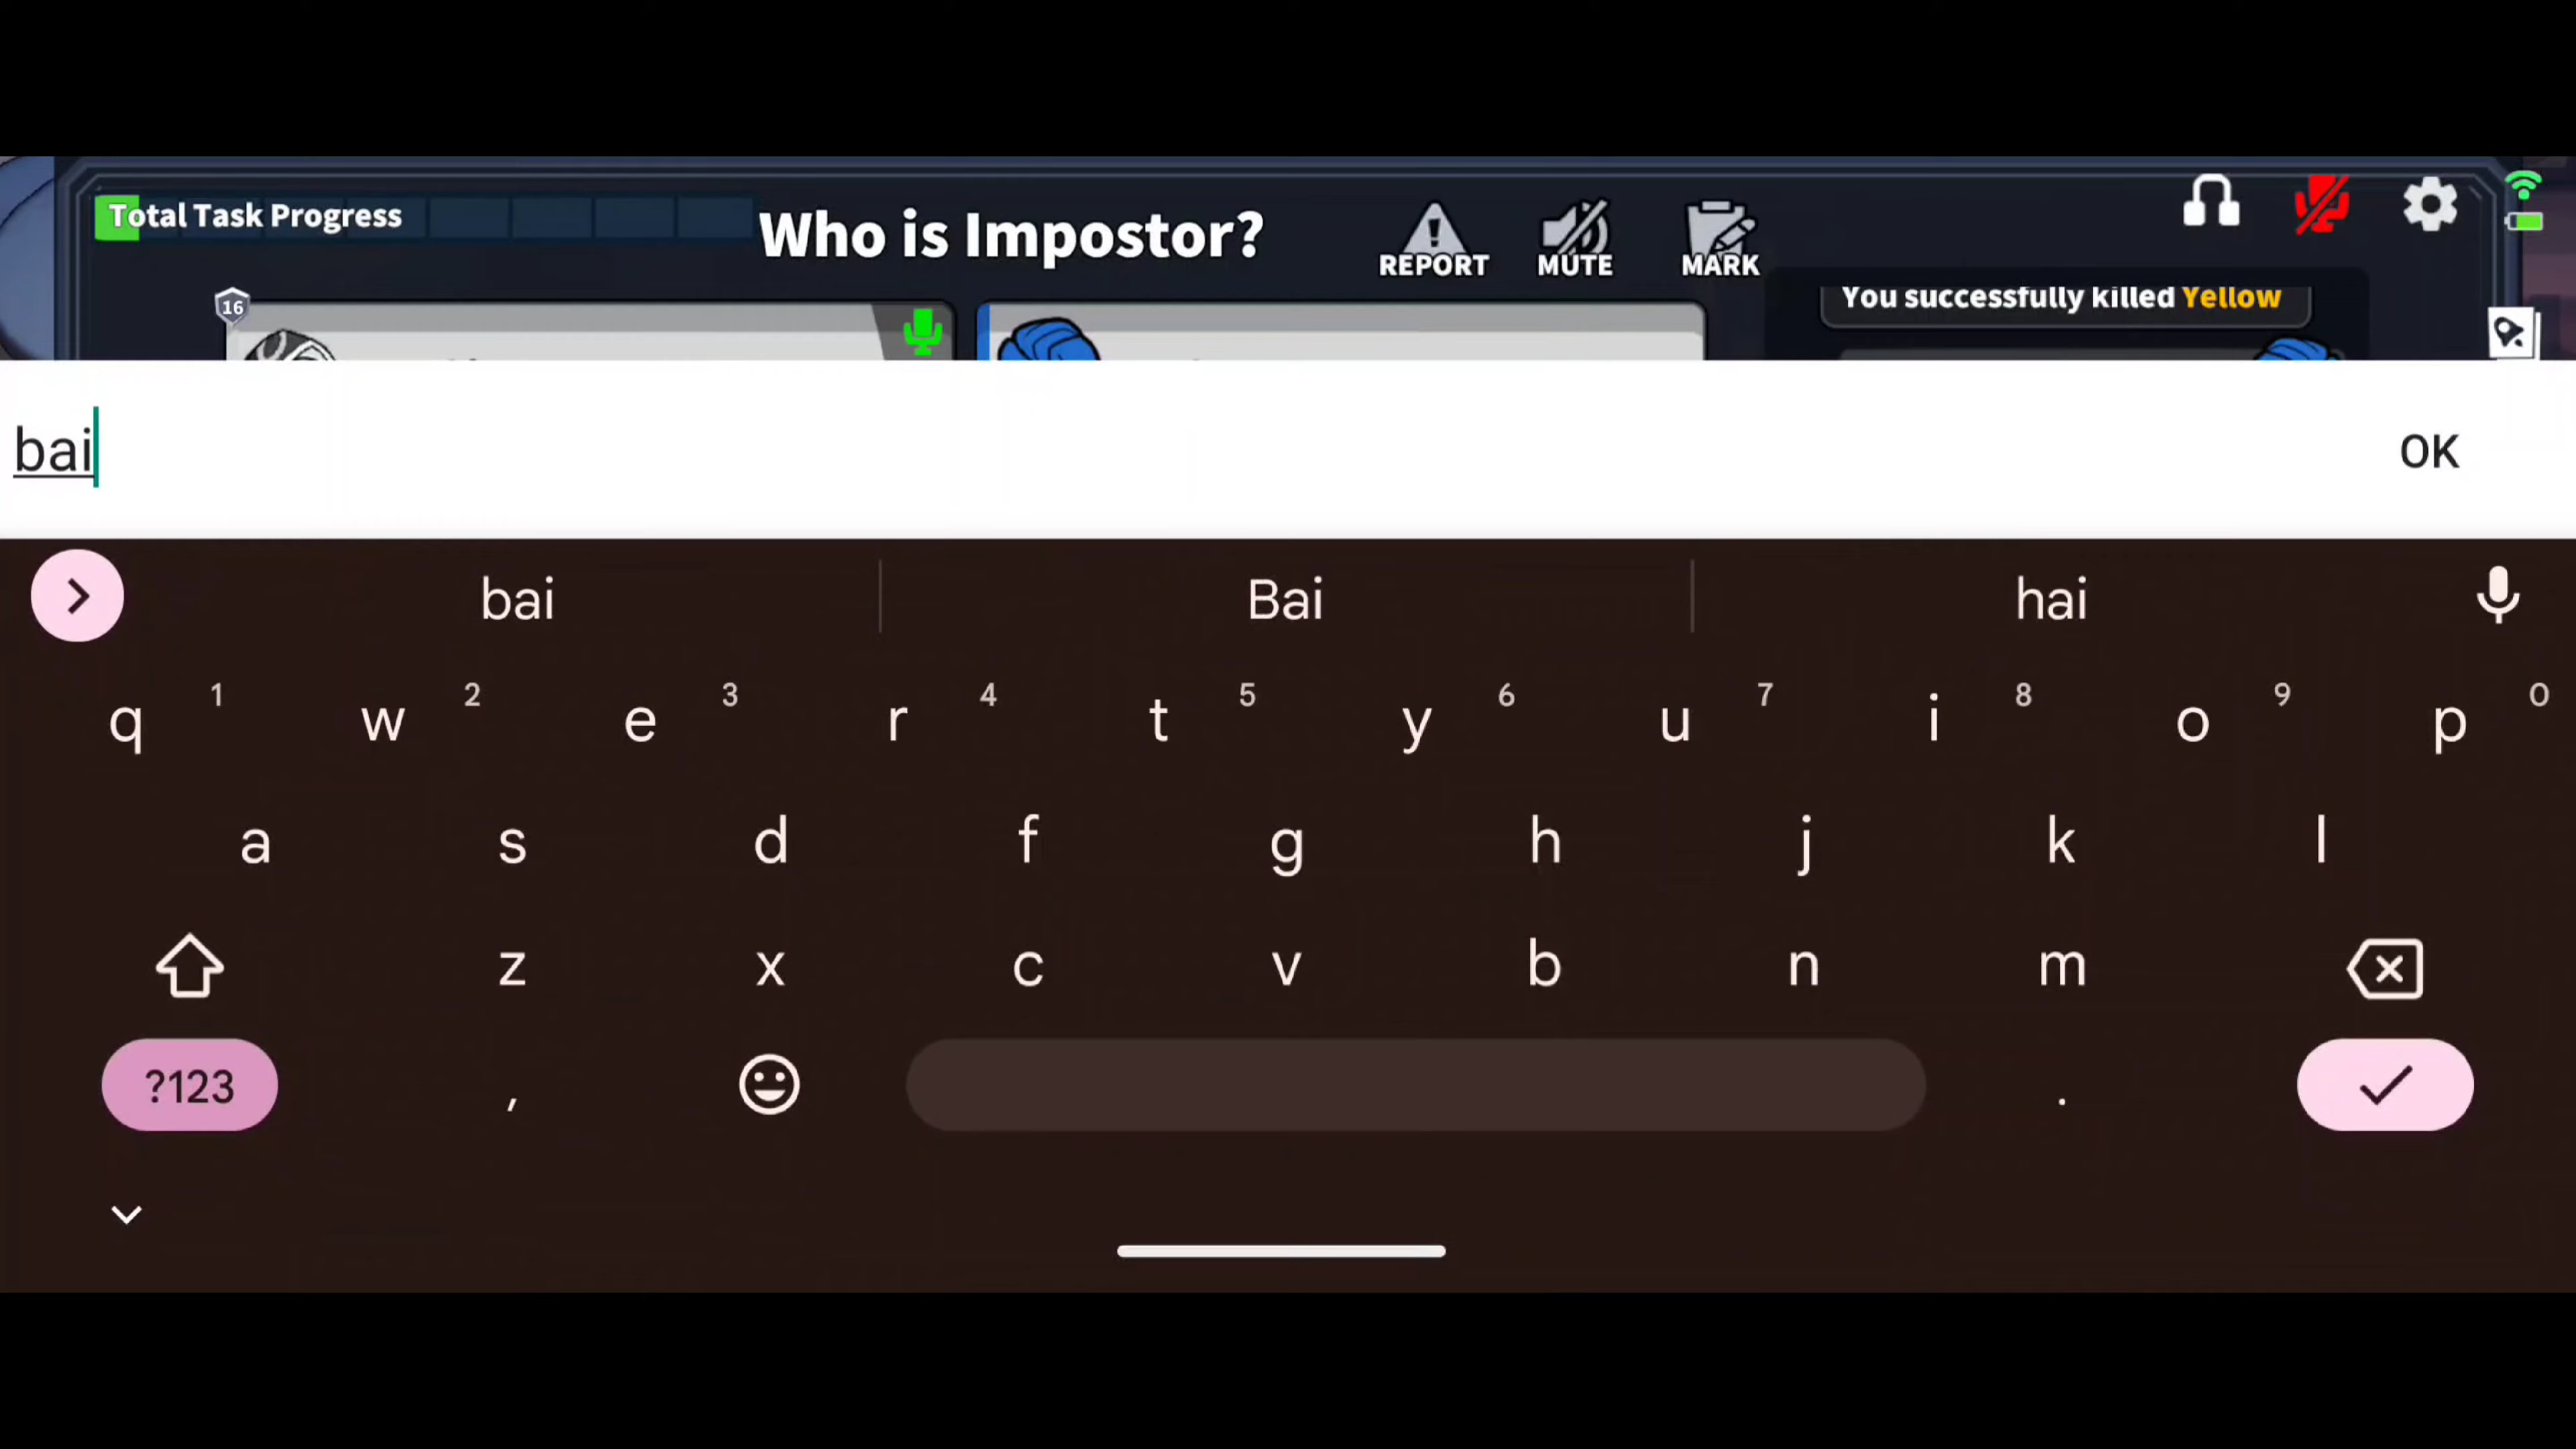 Total Task Progress
Who is Impostor?
REPORT
MUTE
MARK
16
You successfully killed Yellow
bai
OK
bai Bai hai
q 1 w 2 e 3 r 4 t 5 y 6 u 7 i 8 o 9 p 0
a s d f g h j k l
z x c v b n m
?123 , .